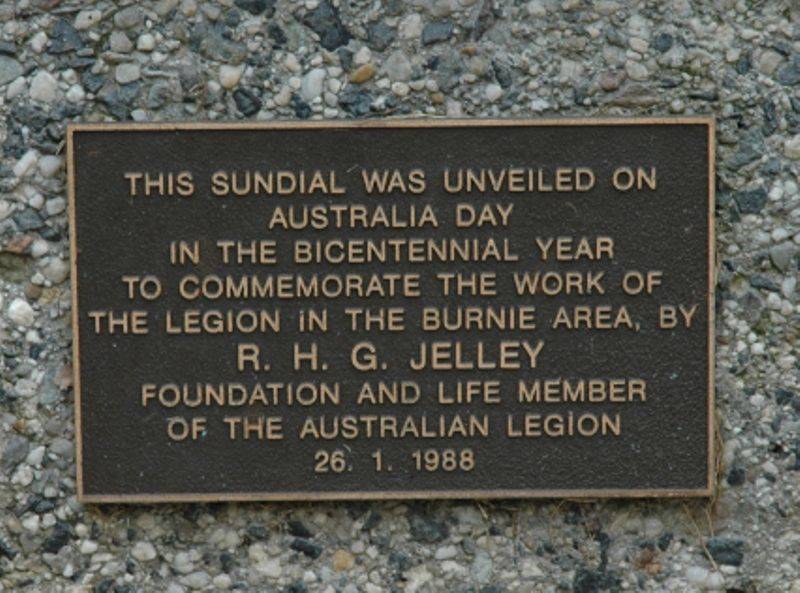 THIS SUNDIAL WAS UNVEILED ON
AUSTRALIA DAY
IN THE BICENTENNIAL YEAR
TO COMMEMORATE THE WORK OF
THE LEGION IN THE BURNIE AREA, BY
R. H. G. JELLEY
FOUNDATION AND LIFE MEMBER
OF THE AUSTRALIAN LEGION
26. 1. 1988